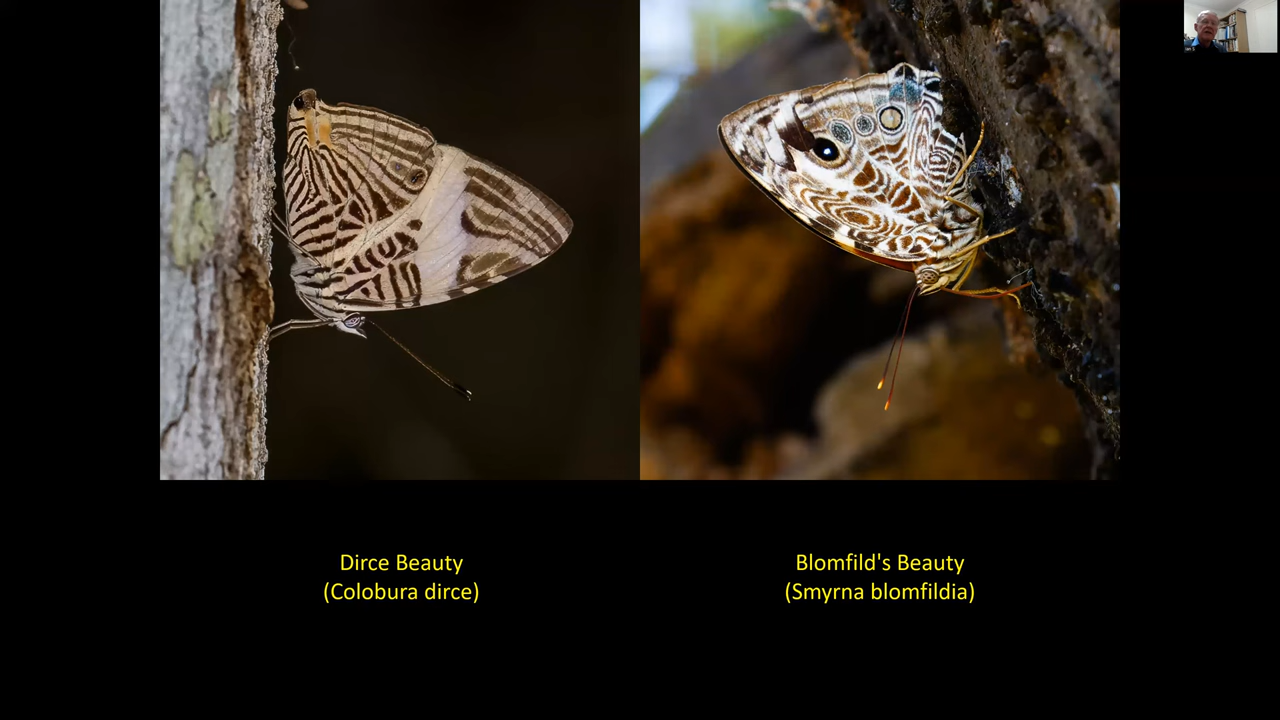 Dirce Beauty
(Colobura dirce)
Blomfild's Beauty
(Smyrna blomfildia)